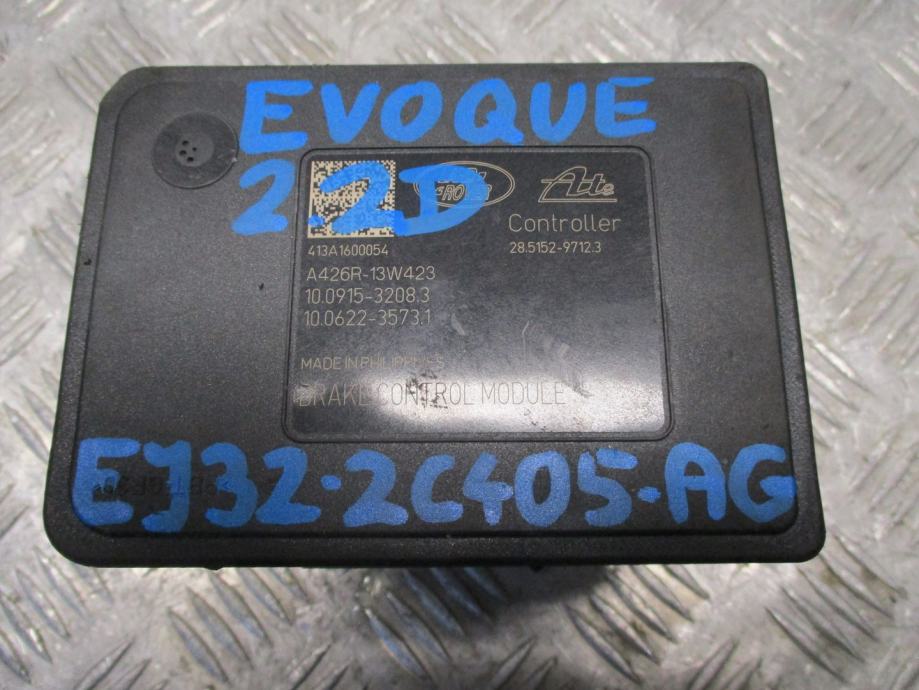 EVOQUE
2.2D
Ate
Controller
413A1600054
28.5152-9712.3
A426R-13W423
10.0915-3208.3
10.0622-3573.1
MADE IN PHILIPPINES
BRAKE CONTROL MODULE
EJ32-2C405-AG